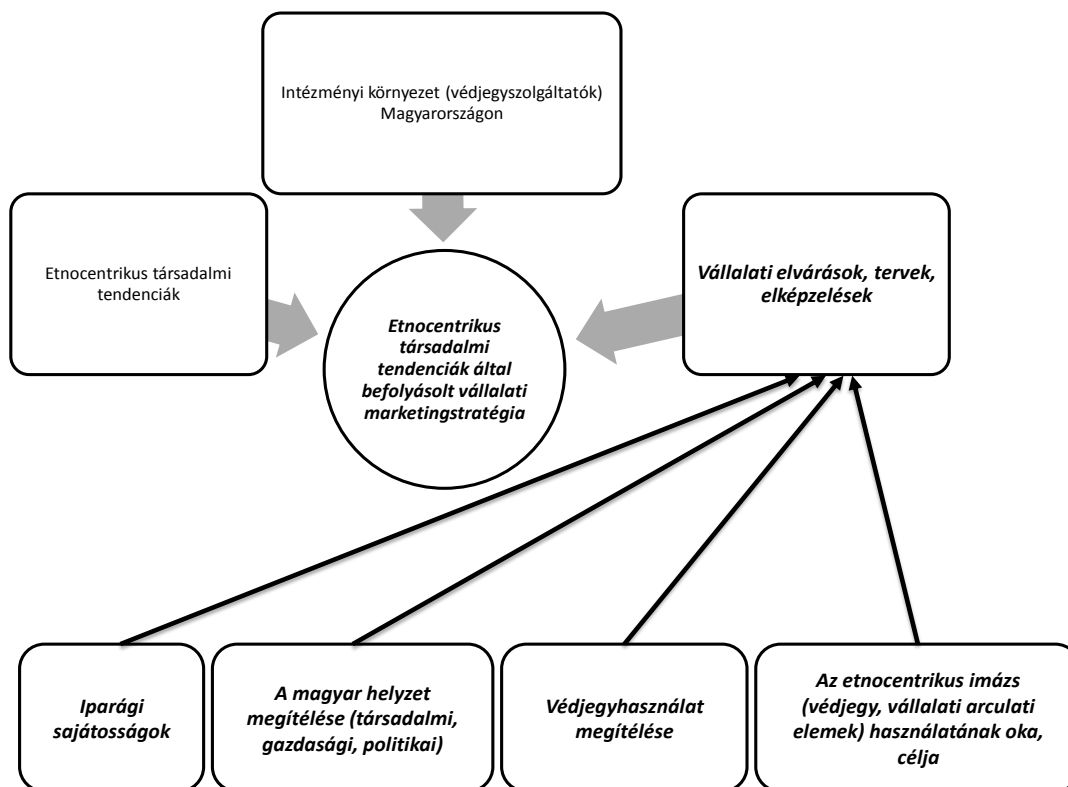 Intézményi környezet (védjegyszolgáltatók)
Magyarországon
Etnocentrikus társadalmi
tendenciák
Vállalati elvárások, tervek,
elképzelések
Etnocentrikus
társadalmi
tendenciák által
befolyásolt vállalati
marketingstratégia
Iparági
sajátosságok
A magyar helyzet
megítélése (társadalmi,
gazdasági, politikai)
Védjegyhasználat
megítélése
Az etnocentrikus imázs
(védjegy, vállalati arculati
elemek) használatának oka,
célja